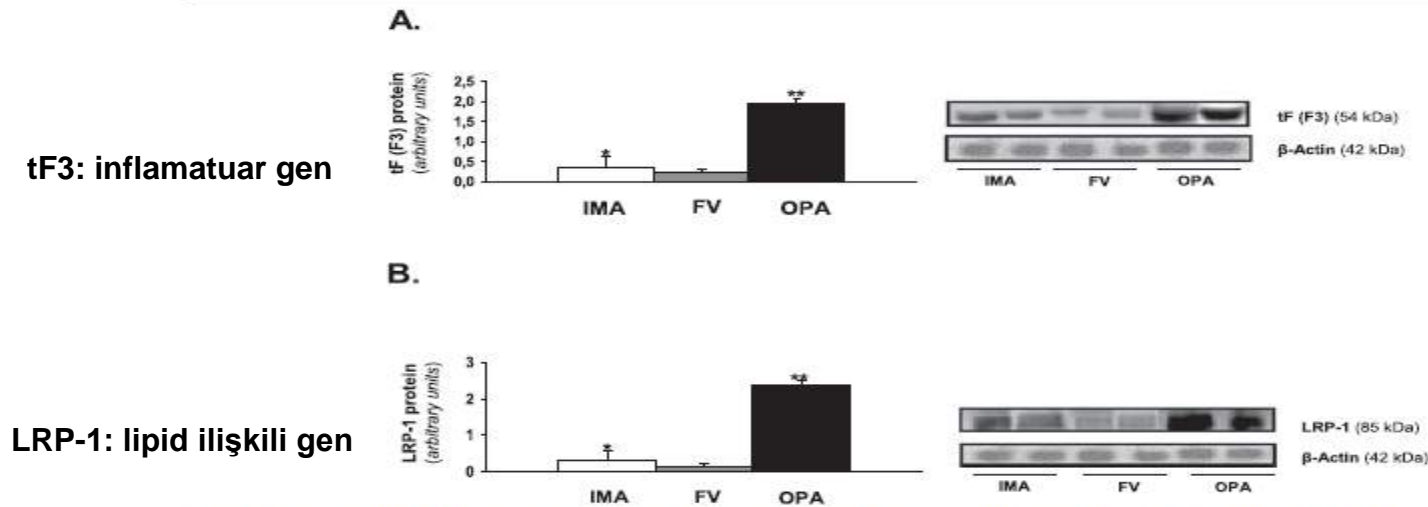 A.
tF (F3) protein
(arbitrary units)
2,5
2,0
1,5
1,0
0,5
0,0
*
**
IMA FV OPA
tF (F3) (54 kDa)
β-Actin (42 kDa)
IMA FV OPA
tF3: inflamatuar gen
B.
LRP-1 protein
(arbitrary units)
3
2
1
0
*
**
IMA FV OPA
LRP-1 (85 kDa)
β-Actin (42 kDa)
IMA FV OPA
LRP-1: lipid ilişkili gen